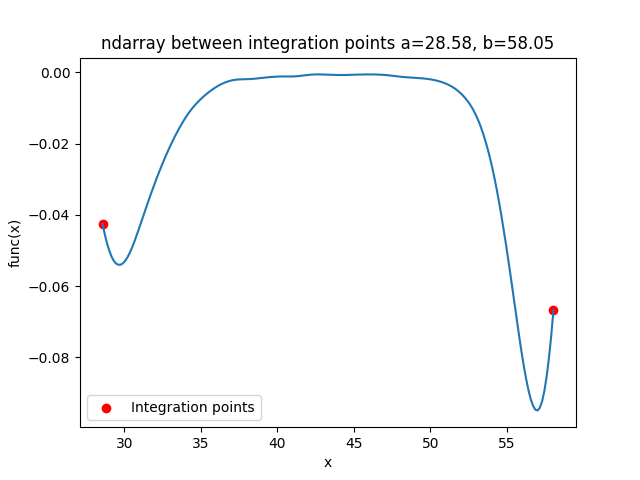 ndarray between integration points a=28.58, b=58.05
0.00
−0.02
−0.04
−0.06
−0.08
func(x)
Integration points
30 35 40 45 50 55
x